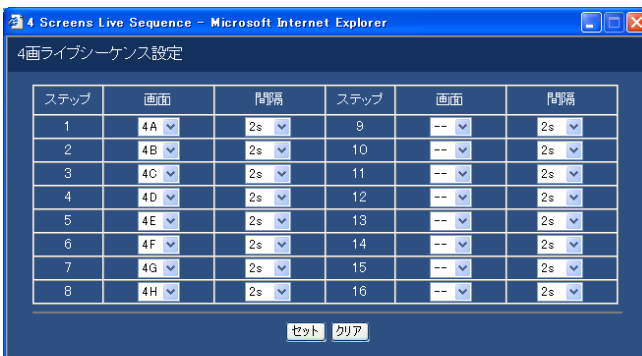 4 Screens Live Sequence - Microsoft Internet Explorer
4画ライブシーケンス設定
ステップ 画面 間隔 ステップ 画面 間隔
1 4A 2s 9 -- 2s
2 4B 2s 10 -- 2s
3 4C 2s 11 -- 2s
4 4D 2s 12 -- 2s
5 4E 2s 13 -- 2s
6 4F 2s 14 -- 2s
7 4G 2s 15 -- 2s
8 4H 2s 16 -- 2s
セット クリア